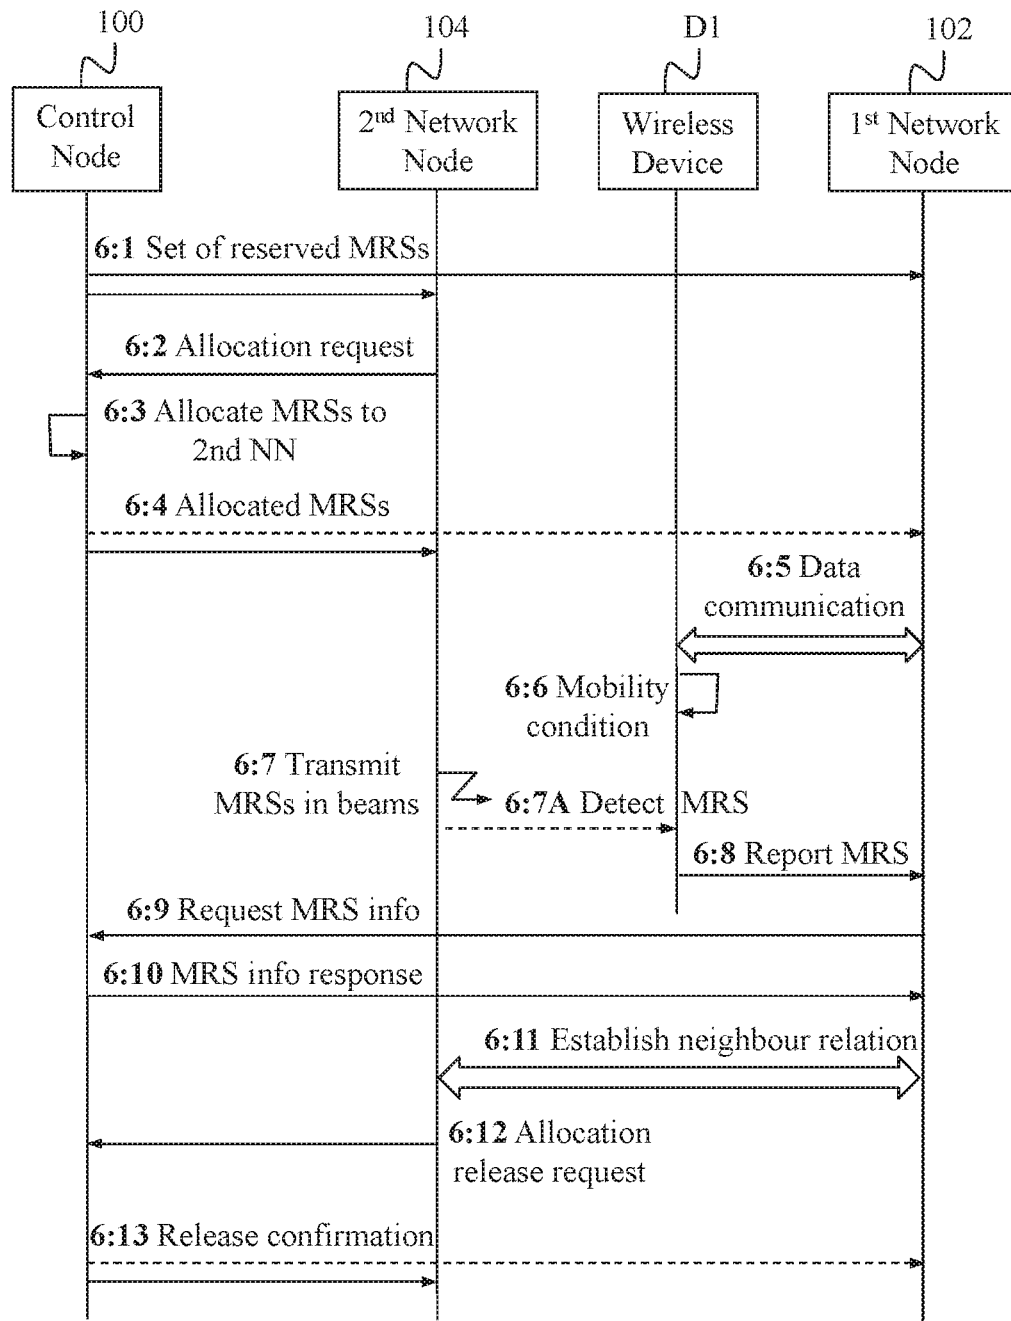 100
104
D1
102
Control
Node
2nd Network
Node
Wireless
Device
1st Network
Node
6:1 Set of reserved MRSs
6:2 Allocation request
6:3 Allocate MRSs to
2nd NN
6:4 Allocated MRSs
6:5 Data
communication
6:6 Mobility
condition
6:7 Transmit
MRSs in beams
6:7A Detect MRS
6:8 Report MRS
6:9 Request MRS info
6:10 MRS info response
6:11 Establish neighbour relation
6:12 Allocation
release request
6:13 Release confirmation